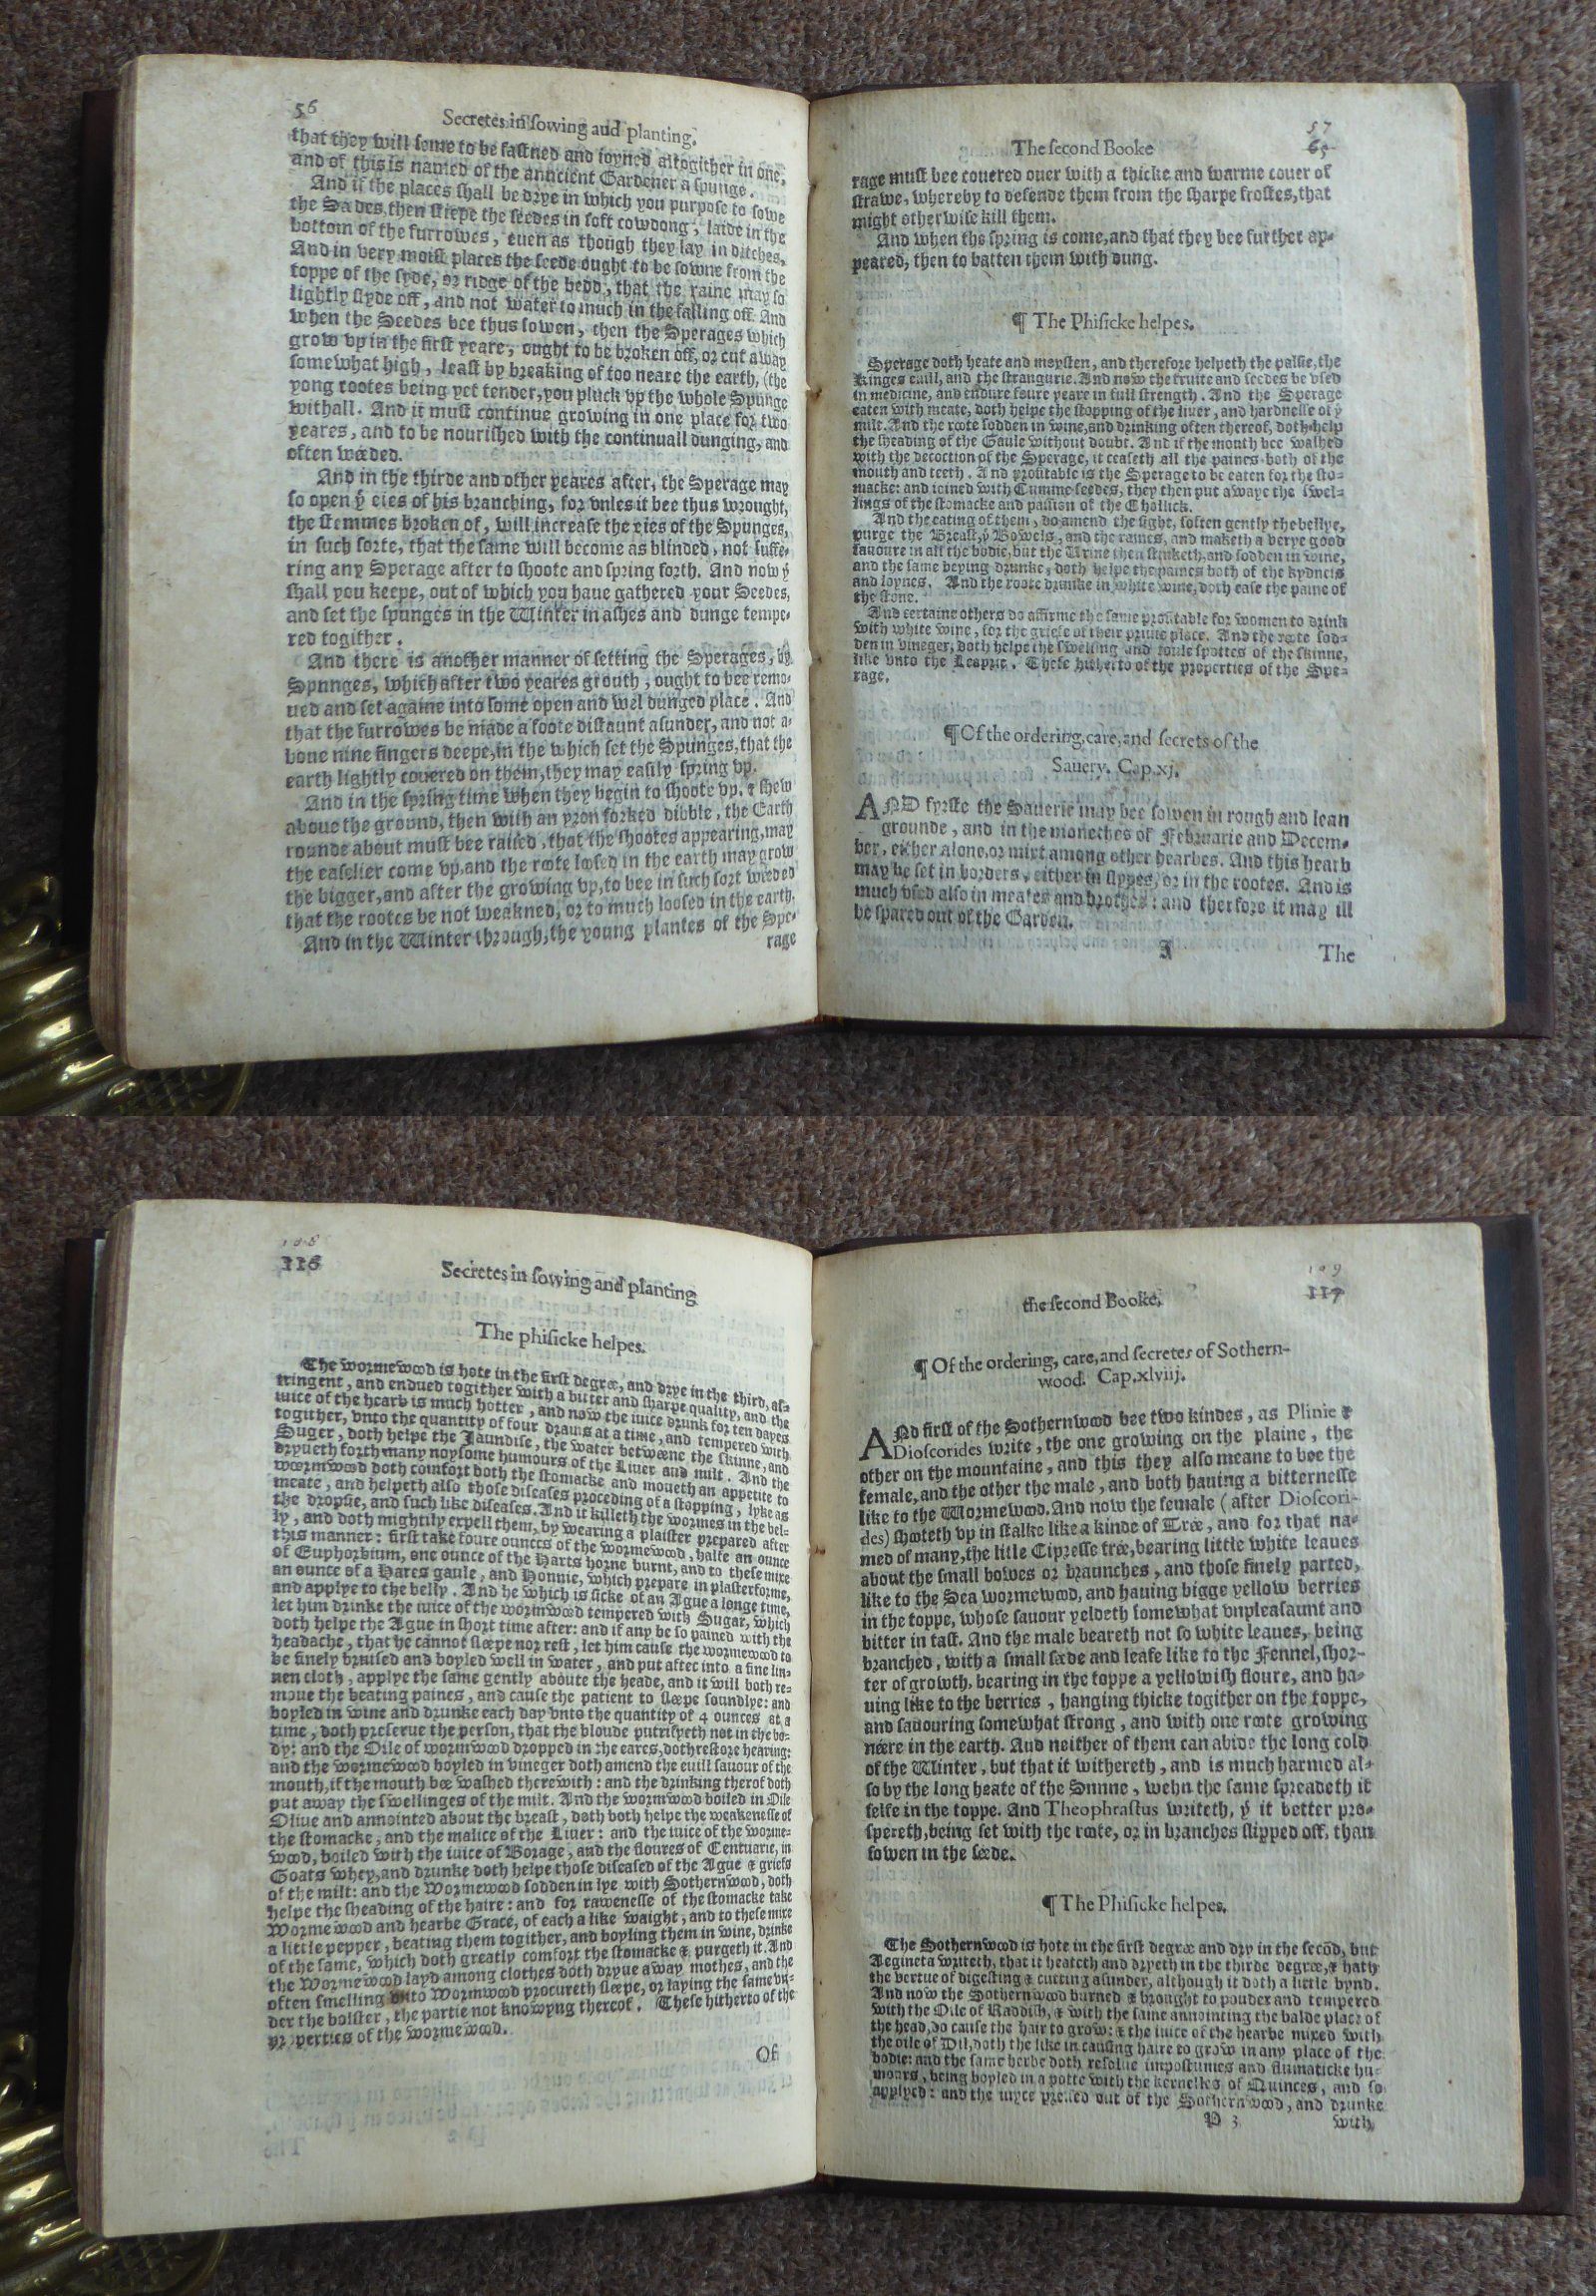 56
Secretes in ſowing aud planting.
that they will ſeme to be faſtned and ioyned altogither in one,
and of this is named of the anncient Gardener a ſpunge.
And if the places ſhall be drye in which you purpoſe to ſowe
the Sades, then ſtiepe the ſeedes in ſoft cowdong, laide in the
bottom of the furrowes, euen as though they lay in ditches,
And in very moiſt places the ſeede ought to be ſowne from the
toppe of the ſyde, or ridge of the bedd, that the raine may ſo
lightly ſlyde off, and not water to much in the falling off. And
when the Seedes bee thus ſowen, then the Sperages which
grow vp in the firſt yeare, ought to be broken off, or cut away
ſomewhat high, leaſt by breaking of too neare the earth, (the
yong rootes being yet tender, you pluck vp the whole Spunge
withall. And it muſt continue growing in one place for two
yeares, and to be nouriſhed with the continuall dunging, and
often wéeded.
And in the thirde and other yeares after, the Sperage may
ſo open ẏ eies of his branching, for vnles it bee thus wrought,
the ſtemmes broken of, will increaſe the eies of the Spunges,
in ſuch ſorte, that the ſame will become as blinded, not ſuffe-
ring any Sperage after to ſhoote and ſpring forth. And now ẏ
ſhall you keepe, out of which you haue gathered your Seedes,
and ſet the ſpunges in the Winter in aſhes and dunge tempe-
red togither.
And there is another manner of ſetting the Sperages, by
Spunges, which after two yeares grouth, ought to bee remo-
ued and ſet againe into ſome open and wel dunged place. And
that the furrowes be made a foote diſtaunt aſunder, and not a-
boue nine fingers deepe, in the which ſet the Spunges, that the
earth lightly couered on them, they may eaſily ſpring vp.
And in the ſpring time when they begin to ſhoote vp, & ſhew
aboue the ground, then with an yron forked dibble, the Earth
rounde about muſt bee raiſed, that the ſhootes appearing, may
the eaſelier come vp, and the roote looſed in the earth may grow
the bigger, and after the growing vp, to bee in ſuch ſort wéeded
that the rootes be not weakned, or to much looſed in the earth.
And in the Winter through, the young plantes of the Spe-
rage
57
65
The ſecond Booke
rage muſt bee couered ouer with a thicke and warme couer of
ſtrawe, whereby to defende them from the ſharpe froſtes, that
might otherwiſe kill them.
And when the ſpring is come, and that they bee further ap-
peared, then to batten them with dung.
¶ The Phiſicke helpes.
Sperage doth heate and moyſten, and therefore helpeth the palſie, the
Kinges euill, and the ſtrangurie. And now the fruite and ſeedes be vſed
in medicine, and endure foure yeare in full ſtrength. And the Sperage
eaten with meate, doth helpe the ſtopping of the liuer, and hardneſſe of ẏ
milt. And the roote ſodden in wine, and drinking often thereof, doth help
the ſheading of the Gaule without doubt. And if the mouth bee waſhed
with the decoction of the Sperage, it ceaſeth all the paines both of the
mouth and teeth. And profitable is the Sperage to be eaten for the ſto-
macke: and ioined with Cumme ſeedes, they then put awaye the ſwel-
lings of the ſtomacke and paſſion of the Chollick.
And the eating of them, do amend the ſight, ſoften gently the bellye,
purge the Breaſt, ẏ Bowels, and the raines, and maketh a verye good
ſauoure in all the bodie, but the Urine then ſtinketh, and ſodden in wine,
and the ſame beying drunke, doth helpe the paines both of the kydneis
and loynes. And the roote drunke in white wine, doth eaſe the paine of
the ſtone.
And certaine others do affirme the ſame profitable for women to drink
with white wine, for the griefe of their priuie place. And the roote ſod-
den in vineger, doth helpe the ſwelling and foule ſpottes of the ſkinne,
like vnto the Leaprie. Theſe hitherto of the properties of the Spe-
rage.
¶ Of the ordering, care, and ſecrets of the
Sauery. Cap.xj.
AND fyrſte the Sauerie may bee ſowen in rough and lean
grounde, and in the monethes of Februarie and Decem-
ber, either alone, or mixt among other hearbes. And this hearb
may be ſet in borders, either in ſlyppes, or in the rootes. And is
much vſed alſo in meates and brothes: and therfore it may ill
be ſpared out of the Garden.
I
The
108
116
Secretes in ſowing and planting
The phiſicke helpes.
The wormewood is hote in the firſt degrée, and drye in the third, aſ-
tringent, and endued togither with a bitter and ſharpe quality, and the
iuice of the hearb is much hotter, and now the iuice drunk for ten dayes
togither, vnto the quantity of four drams at a time, and tempered with
Suger, doth helpe the Jaundiſe, the water betwéene the ſkinne, and
dryueth forth many noyſome humours of the Liuer and milt. And the
wormwood doth comfort both the ſtomacke and moueth an appetite to
meate, and helpeth alſo thoſe diſeaſes proceding of a ſtopping, lyke as
the dropſie, and ſuch like diſeaſes. And it killeth the wormes in the bel-
ly, and doth mightily expell them, by wearing a plaiſter prepared after
this manner: firſt take foure ounces of the wormewood, halfe an ounce
of Euphorbium, one ounce of the Harts horne burnt, and to theſe mixe
an ounce of a Hares gaule, and Honnie, which prepare in plaſterforme,
and applye to the belly. And he which is ſicke of an Ague a longe time,
let him drinke the iuice of the wormwood tempered with Sugar, which
doth helpe the Ague in ſhort time after: and if any be ſo pained with the
headache, that he cannot ſléepe nor reſt, let him cauſe the wormewood to
be finely bruiſed and boyled well in water, and put after into a fine lin-
nen cloth, applye the ſame gently aboute the heade, and it will both re-
moue the beating paines, and cauſe the patient to ſléepe ſoundlye: and
boyled in wine and drunke each day vnto the quantity of 4 ounces at a
time, doth preſerue the perſon, that the bloude putrifyeth not in the bo-
dy: and the Oile of wormwood dropped in the eares, doth reſtore hearing:
and the wormewood boyled in vineger doth amend the euill ſauour of the
mouth, if the mouth bée waſhed therewith: and the drinking therof doth
put away the ſwellinges of the milt. And the wormwood boiled in Oile
Oliue and annointed about the breaſt, doth both helpe the weakeneſſe of
the ſtomacke, and the malice of the Liuer: and the iuice of the worme-
wood, boiled with the iuice of Borage, and the floures of Centuarie, in
Goats whey, and drunke doth helpe thoſe diſeaſed of the Ague & griefs
of the milt: and the Wormewood ſodden in lye with Sothernwood, doth
helpe the ſheading of the haire: and for raweneſſe of the ſtomacke take
Wormewood and hearbe Grace, of each a like waight, and to theſe mixe
a little pepper, beating them togither, and boyling them in wine, drinke
of the ſame, which doth greatly comfort the ſtomacke & purgeth it. And
the Wormewood layd among clothes doth dryue away mothes, and the
often ſmelling vnto Wormwood procureth ſléepe, or laying the ſame vn-
der the bolſter, the partie not knowyng thereof. Theſe hitherto of the
properties of the wormewood.
Of
109
117
the ſecond Booke.
¶ Of the ordering, care, and ſecretes of Sothern-
wood. Cap.xlviij.
ANd firſt of the Sothernwood bee two kindes, as Plinie &
Dioſcorides write, the one growing on the plaine, the
other on the mountaine, and this they alſo meane to bee the
female, and the other the male, and both hauing a bitterneſſe
like to the Wormewood. And now the female (after Dioſcori-
des) ſhooteth vp in ſtalke like a kinde of Trée, and for that na-
med of many, the litle Cipreſſe trée, bearing little white leaues
about the ſmall bowes or braunches, and thoſe finely parted,
like to the Sea wormewood, and hauing bigge yellow berries
in the toppe, whoſe ſauour yeldeth ſomewhat vnpleaſaunt and
bitter in taſt. And the male beareth not ſo white leaues, being
branched, with a ſmall ſéede and leafe like to the Fennel, ſhor-
ter of growth, bearing in the toppe a yellowiſh floure, and ha-
uing like to the berries, hanging thicke togither on the toppe,
and ſauouring ſomewhat ſtrong, and with one roote growing
néere in the earth. And neither of them can abide the long cold
of the Winter, but that it withereth, and is much harmed al-
ſo by the long heate of the Sunne, wehn the ſame ſpreadeth it
ſelfe in the toppe. And Theophraſtus writeth, ẏ it better pro-
ſpereth, being ſet with the roote, or in branches ſlipped off, than
ſowen in the ſéede.
¶ The Phiſicke helpes.
The Sothernwood is hote in the firſt degrée and dry in the ſecōd, but
Aegineta writeth, that it heateth and dryeth in the thirde degrée, & hath
the vertue of digeſting & cutting aſunder, although it doth a little bynd.
And now the Sothernwood burned & brought to pouder and tempered
with the Oile of Raddiſh, & with the ſame annointing the balde place of
the head, do cauſe the hair to grow: & the iuice of the hearbe mixed with
the oile of Dil, doth the like in cauſing haire to grow in any place of the
bodie: and the ſame herbe doth reſolue impoſtumes and flumaticke hu-
mours, being boyled in a potte with the kernelles of Quinces, and ſo
applyed: and the iuyce preſſed out of the Sothernwood, and drunke
P 3
with